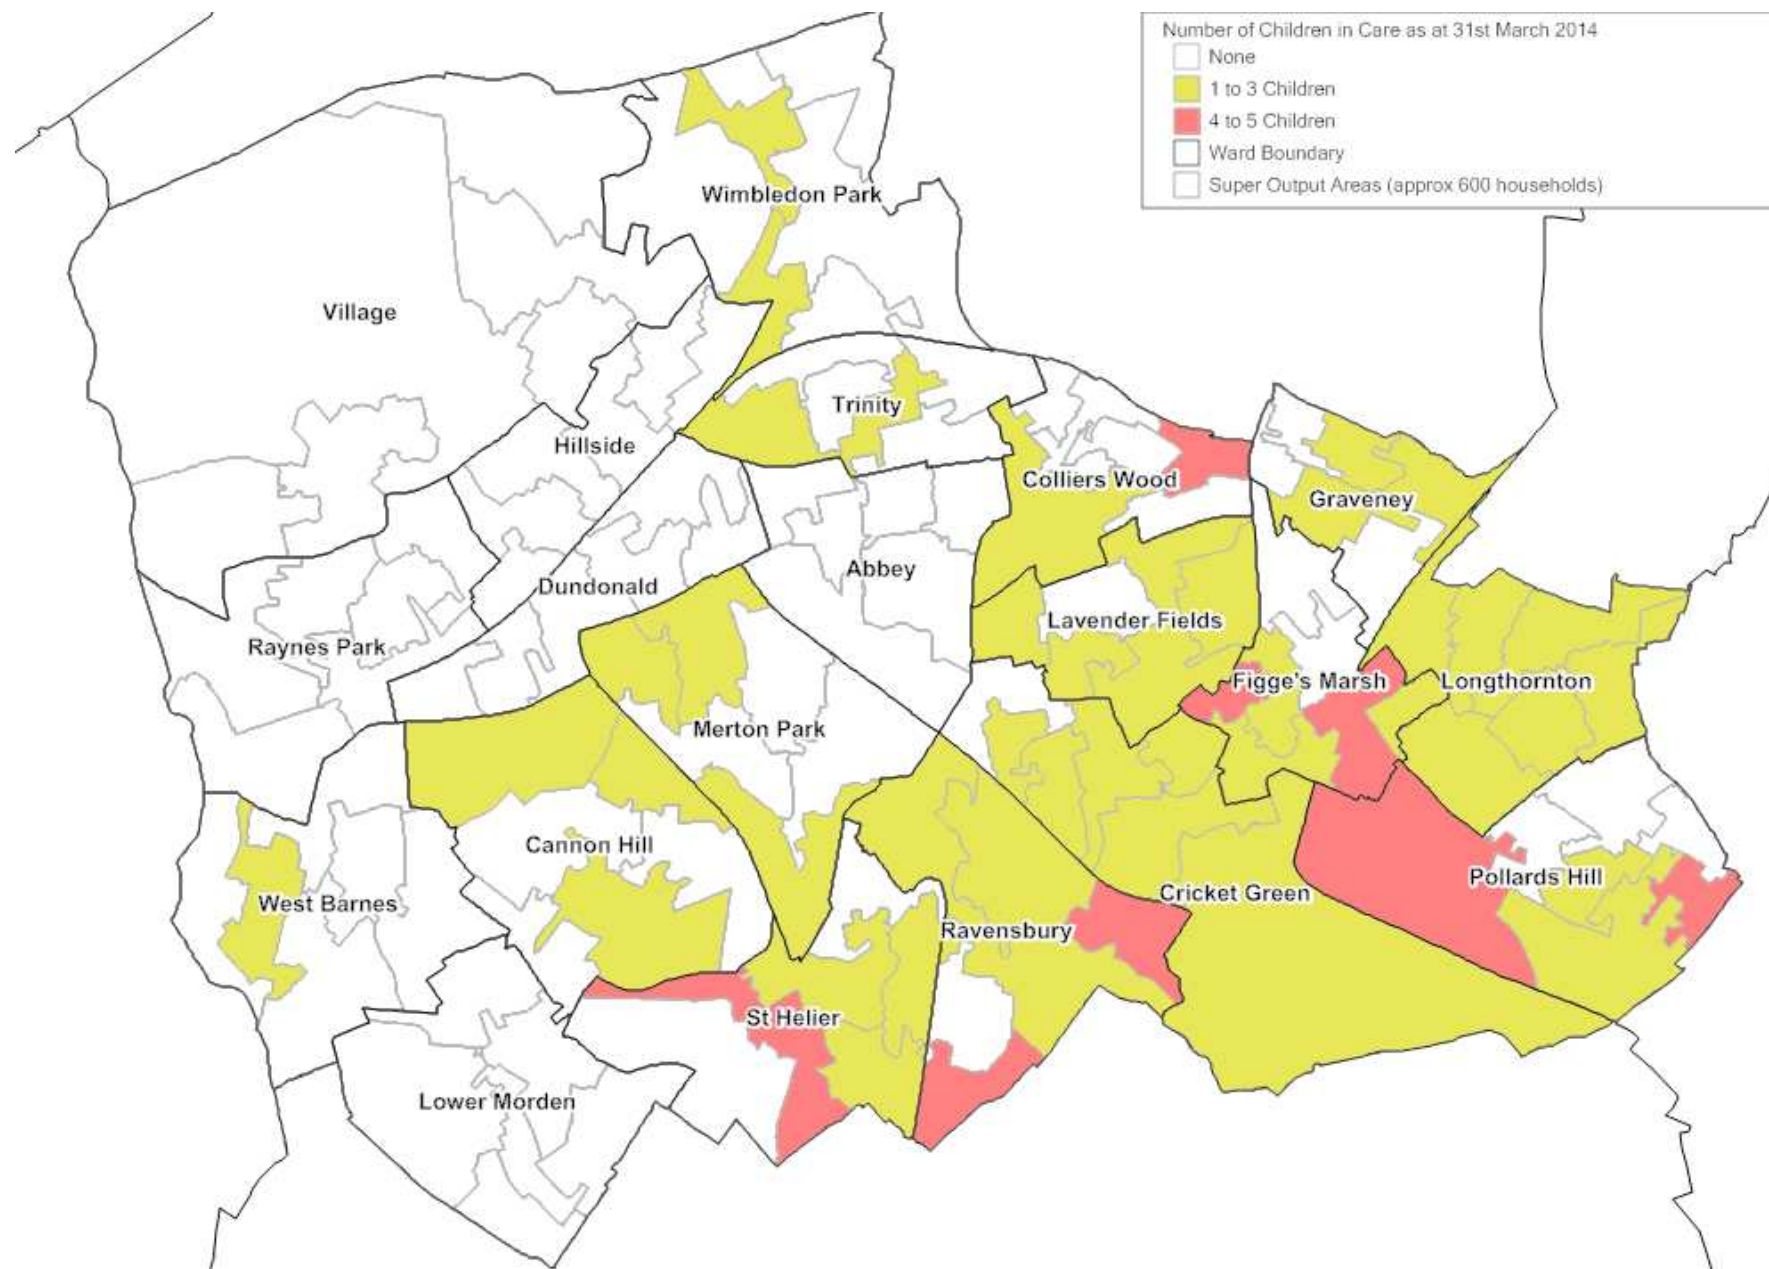 Number of Children in Care as at 31st March 2014
None
1 to 3 Children
4 to 5 Children
Ward Boundary
Super Output Areas (approx 600 households)
Wimbledon Park
Village
Trinity
Hillside
Colliers Wood
Graveney
Abbey
Dundonald
Lavender Fields
Raynes Park
Figge's Marsh
Longthornton
Merton Park
Cannon Hill
Pollards Hill
Cricket Green
West Barnes
Ravensbury
St Helier
Lower Morden